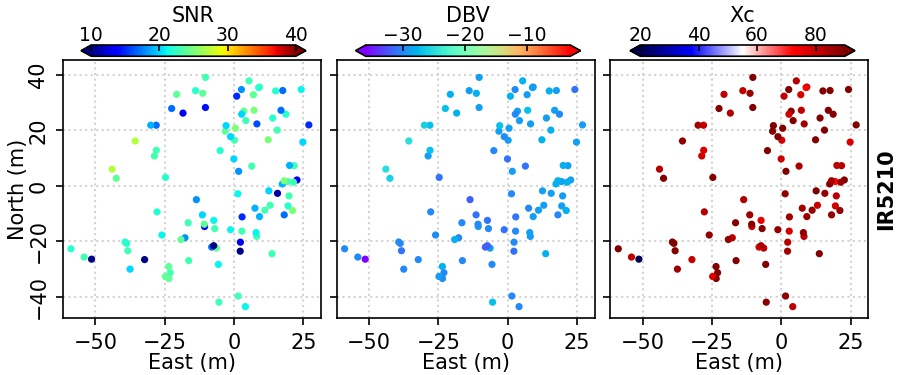 SNR DBV Xc
10 20 30 40 −30 −20 −10 20 40 60 80
40
20
0
−20
−40
North (m)
−50 −25 0 25 −50 −25 0 25 −50 −25 0 25
East (m) East (m) East (m)
IR5210